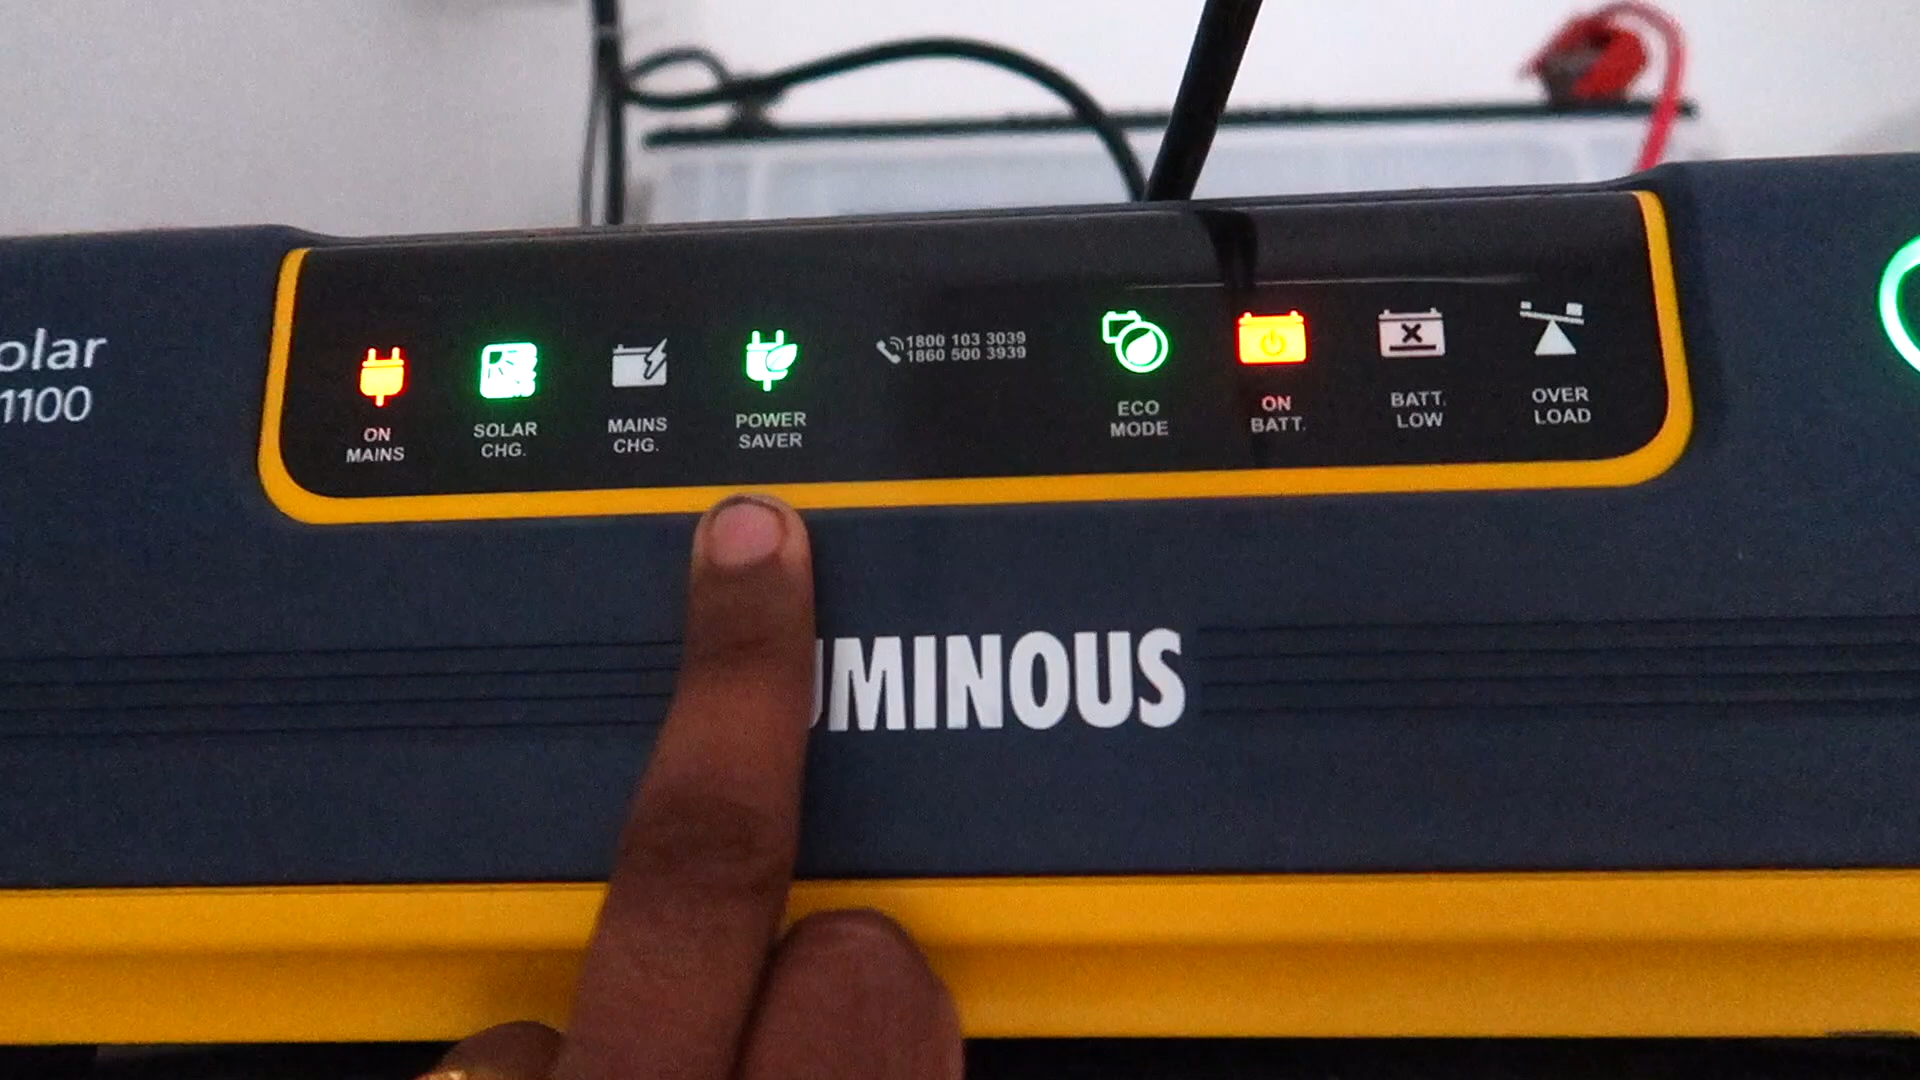 olar
1100
ON
MAINS
SOLAR
CHG.
MAINS
CHG.
POWER
SAVER
1800 103 3039
1860 500 3939
ECO
MODE
ON
BATT.
BATT.
LOW
OVER
LOAD
UMINOUS